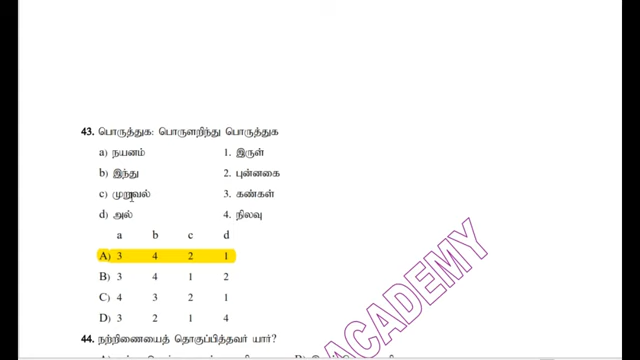 43. பொருத்துக: பொருளறிந்து பொருத்துக
a) நயனம் 1. இருள்
b) இந்து 2. புன்னகை
c) முறுவல் 3. கண்கள்
d) அல் 4. நிலவு
a b c d
A) 3 4 2 1
B) 3 4 1 2
C) 4 3 2 1
D) 3 2 1 4
44. நற்றிணையைத் தொகுப்பித்தவர் யார்?
ACADEMY